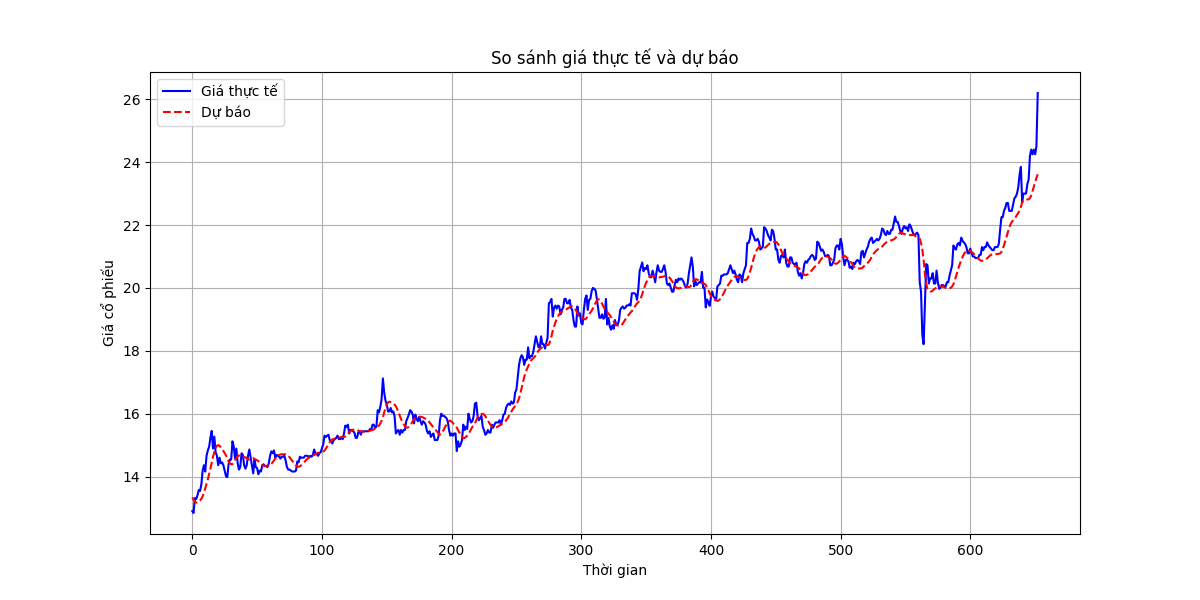 So sánh giá thực tế và dự báo
Giá thực tế
Dự báo
Giá cổ phiếu
26
24
22
20
18
16
14
0
100
200
300
400
500
600
Thời gian